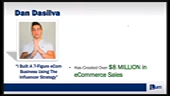 Dan Dasilva
"I Built A 7-Figure eCom
Business Using The
Influencer Strategy"
• Has Created Over $8 MILLION in
eCommerce Sales